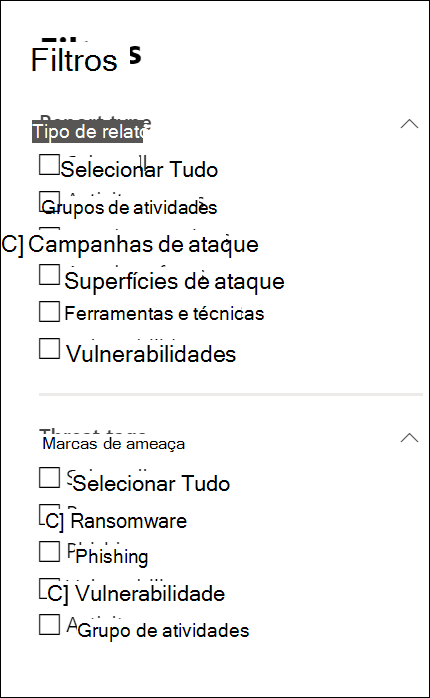 Filtros
Tipo de relato
Selecionar Tudo
Grupos de atividades
C] Campanhas de ataque
Superfícies de ataque
Ferramentas e técnicas
Vulnerabilidades
Marcas de ameaça
Selecionar Tudo
C] Ransomware
Phishing
C] Vulnerabilidade
Grupo de atividades